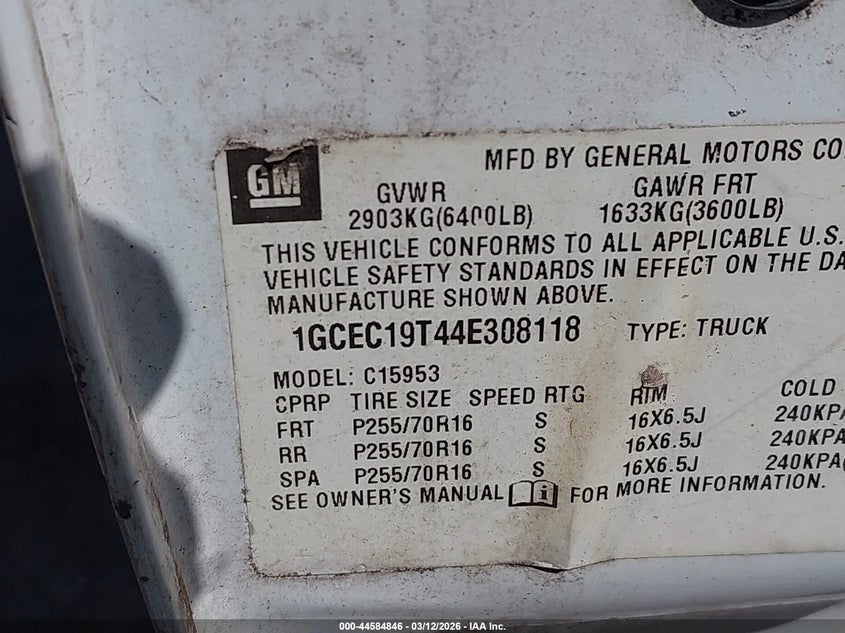 GM
MFD BY GENERAL MOTORS CO
GVWR GAWR FRT
2903KG(6400LB) 1633KG(3600LB)
THIS VEHICLE CONFORMS TO ALL APPLICABLE U.S.
VEHICLE SAFETY STANDARDS IN EFFECT ON THE DA
MANUFACTURE SHOWN ABOVE.
1GCEC19T44E308118 TYPE: TRUCK
MODEL: C15953
CPRP TIRE SIZE SPEED RTG RIM COLD
FRT P255/70R16 S 16X6.5J 240KPA
RR P255/70R16 S 16X6.5J 240KPA
SPA P255/70R16 S 16X6.5J 240KPA(
SEE OWNER'S MANUAL FOR MORE INFORMATION.
000-44584846 - 03/12/2026 - IAA Inc.